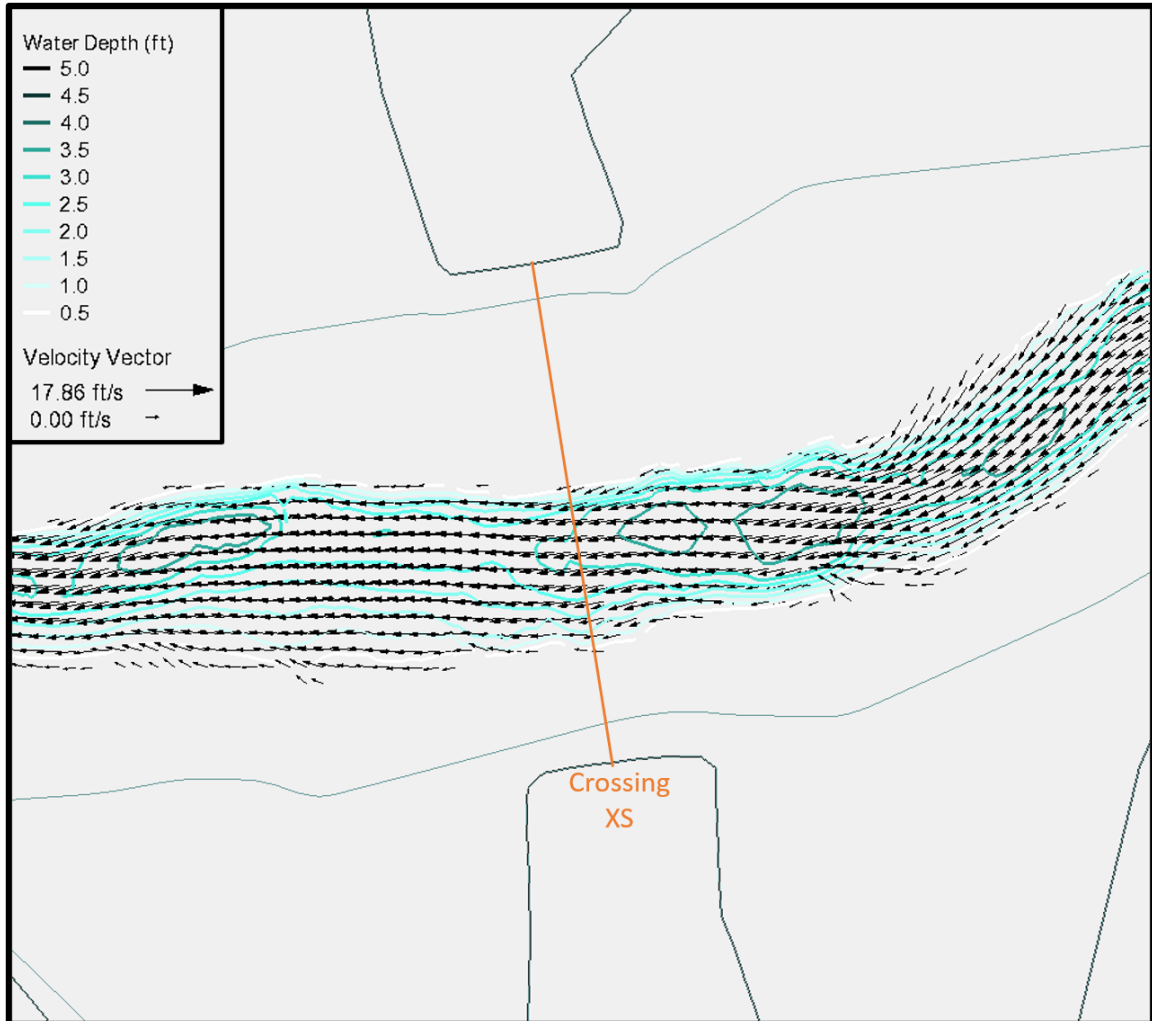 Water Depth (ft)
5.0
4.5
4.0
3.5
3.0
2.5
2.0
1.5
1.0
0.5
Velocity Vector
17.86 ft/s
0.00 ft/s
Crossing
XS